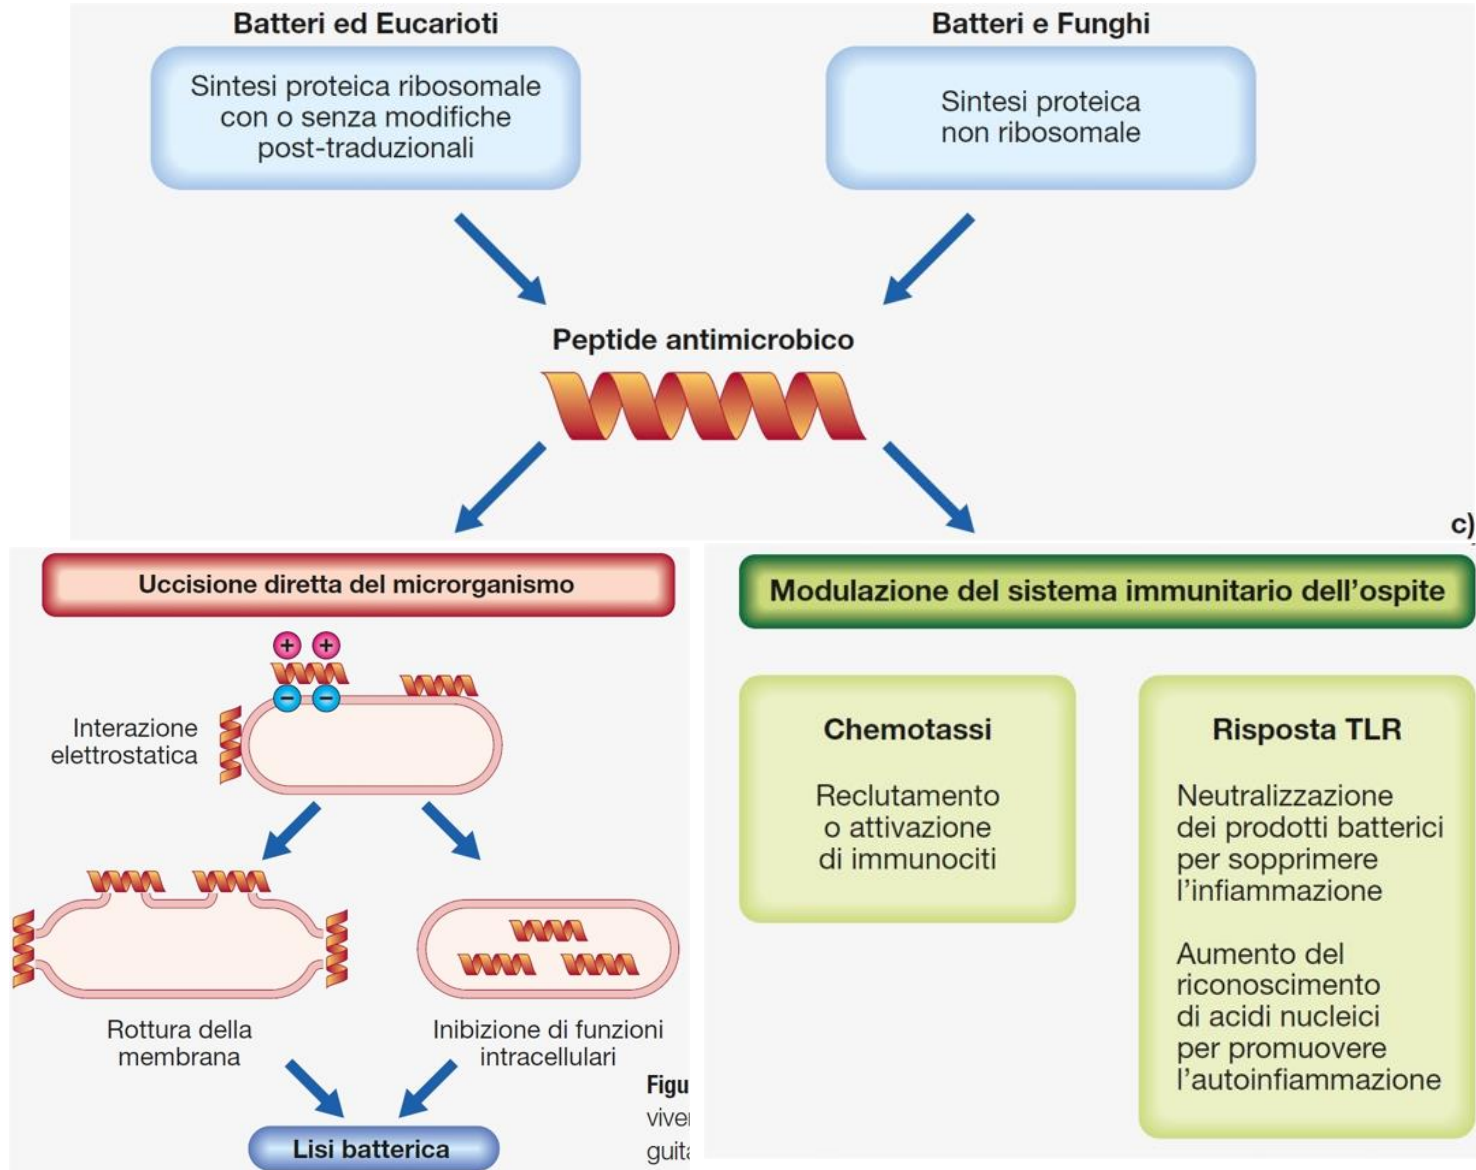 Batteri ed Eucarioti
Sintesi proteica ribosomale
con o senza modifiche
post-traduzionali
Batteri e Funghi
Sintesi proteica
non ribosomale
Peptide antimicrobico
c)
Uccisione diretta del microrganismo
+ +
− −
Interazione
elettrostatica
Rottura della
membrana
Inibizione di funzioni
intracellulari
Lisi batterica
Figu
viver
guita
Modulazione del sistema immunitario dell’ospite
Chemotassi
Reclutamento
o attivazione
di immunociti
Risposta TLR
Neutralizzazione
dei prodotti batterici
per sopprimere
l’infiammazione
Aumento del
riconoscimento
di acidi nucleici
per promuovere
l’autoinfiammazione